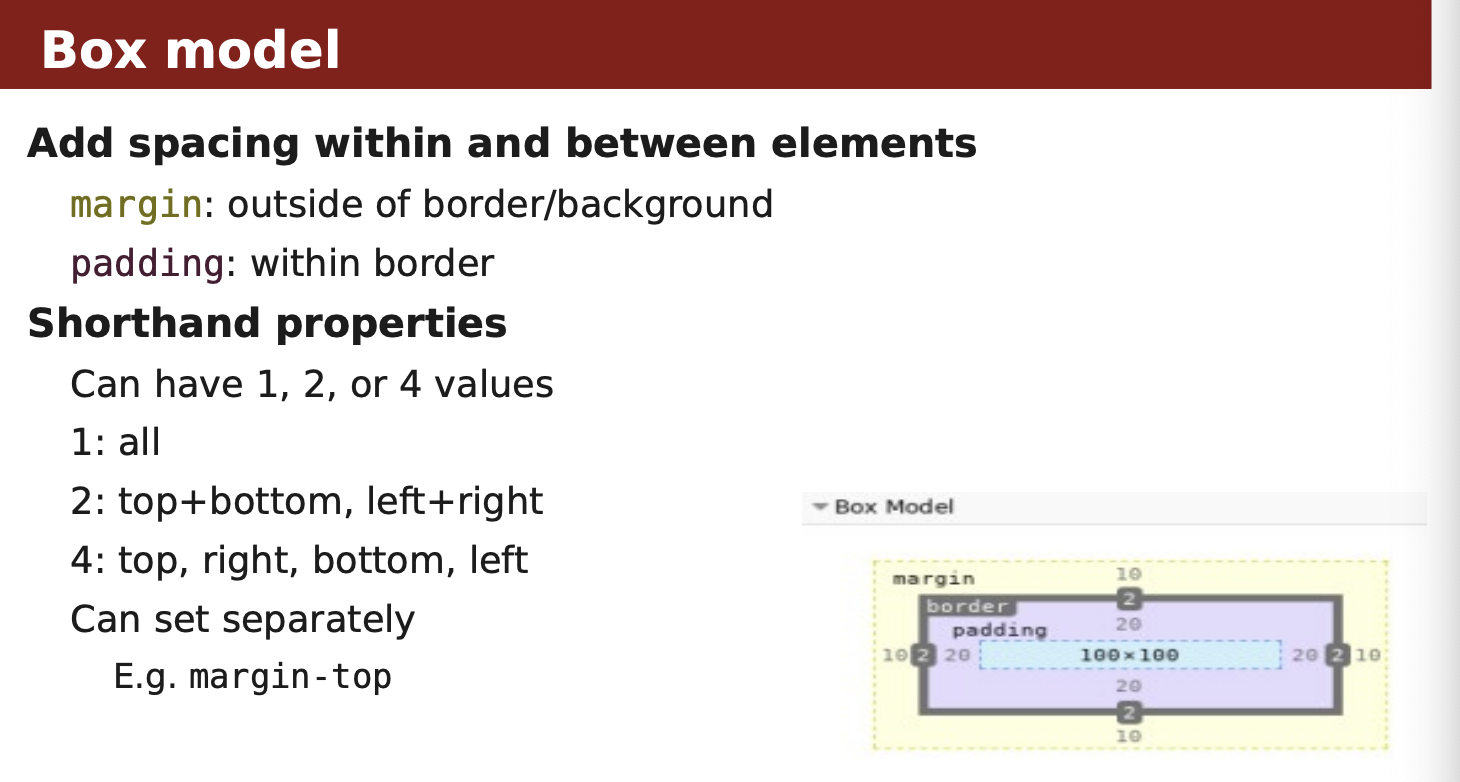 Box model
Add spacing within and between elements
margin: outside of border/background
padding: within border
Shorthand properties
Can have 1, 2, or 4 values
1: all
2: top+bottom, left+right
4: top, right, bottom, left
Can set separately
E.g. margin-top
Box Model
margin 10
border 2
padding 20
10 2 20 100×100 20 2 10
20
2
10